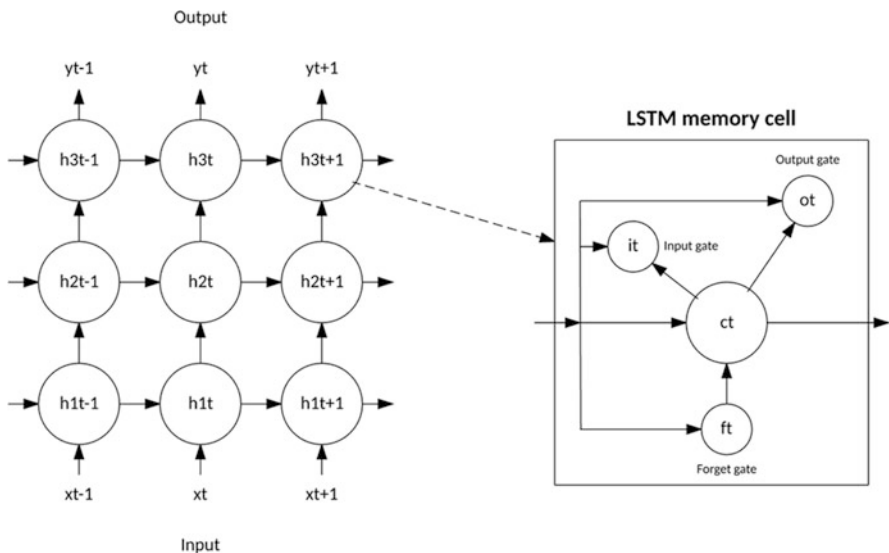 Output
yt-1 yt yt+1
h3t-1 h3t h3t+1
h2t-1 h2t h2t+1
h1t-1 h1t h1t+1
xt-1 xt xt+1
Input
LSTM memory cell
Output gate
ot
it Input gate
ct
ft
Forget gate